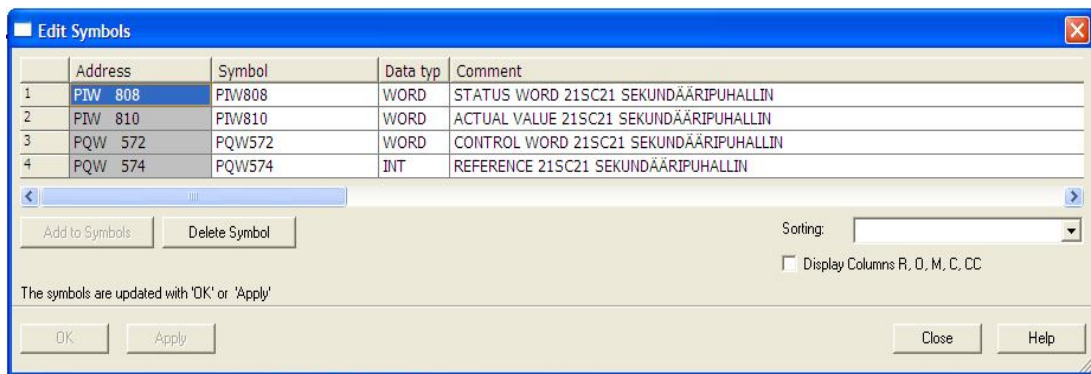 Edit Symbols
Address Symbol Data typ Comment
1 PIW 808 PIW808 WORD STATUS WORD 21SC21 SEKUNDÄÄRIPUHALLIN
2 PIW 810 PIW810 WORD ACTUAL VALUE 21SC21 SEKUNDÄÄRIPUHALLIN
3 PQW 572 PQW572 WORD CONTROL WORD 21SC21 SEKUNDÄÄRIPUHALLIN
4 PQW 574 PQW574 INT REFERENCE 21SC21 SEKUNDÄÄRIPUHALLIN
Add to Symbols Delete Symbol Sorting:
Display Columns R, O, M, C, CC
The symbols are updated with 'OK' or 'Apply'
OK Apply Close Help